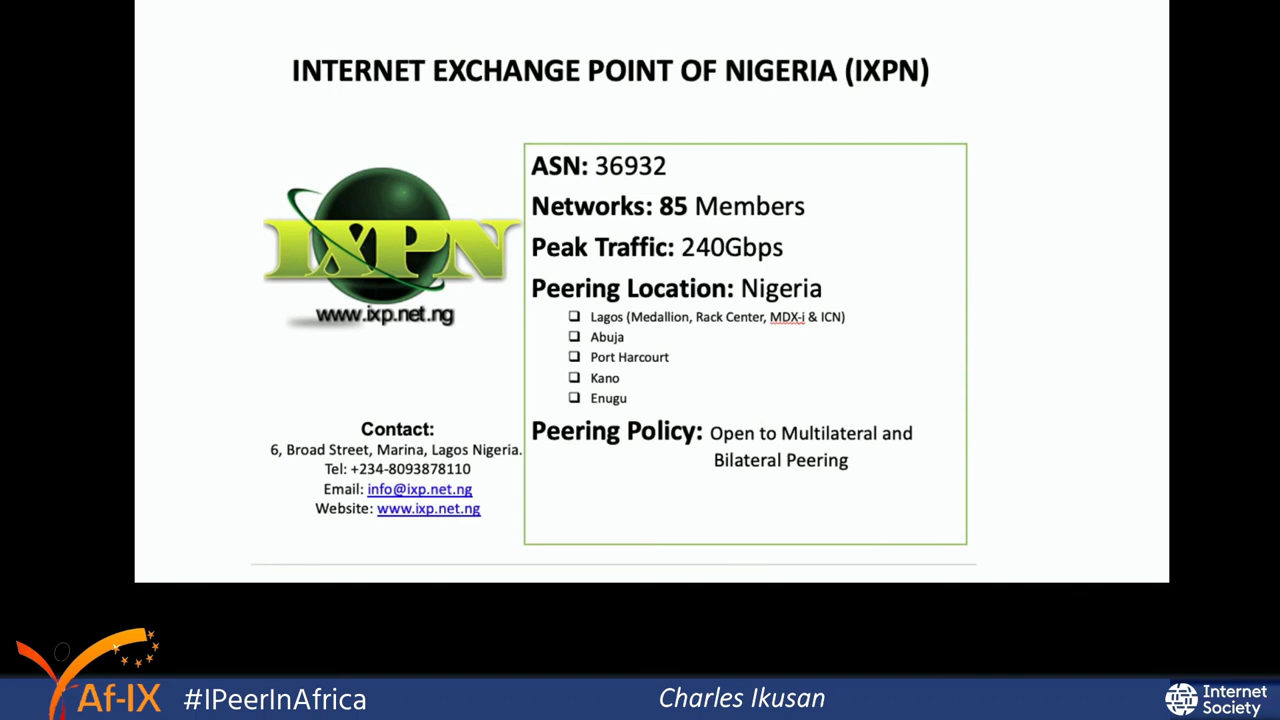 INTERNET EXCHANGE POINT OF NIGERIA (IXPN)
IXPN
www.ixp.net.ng
Contact:
6, Broad Street, Marina, Lagos Nigeria.
Tel: +234-8093878110
Email: info@ixp.net.ng
Website: www.ixp.net.ng
ASN: 36932
Networks: 85 Members
Peak Traffic: 240Gbps
Peering Location: Nigeria
Lagos (Medallion, Rack Center, MDX-i & ICN)
Abuja
Port Harcourt
Kano
Enugu
Peering Policy: Open to Multilateral and
Bilateral Peering
Af-IX
#IPeerInAfrica
Charles Ikusan
Internet
Society